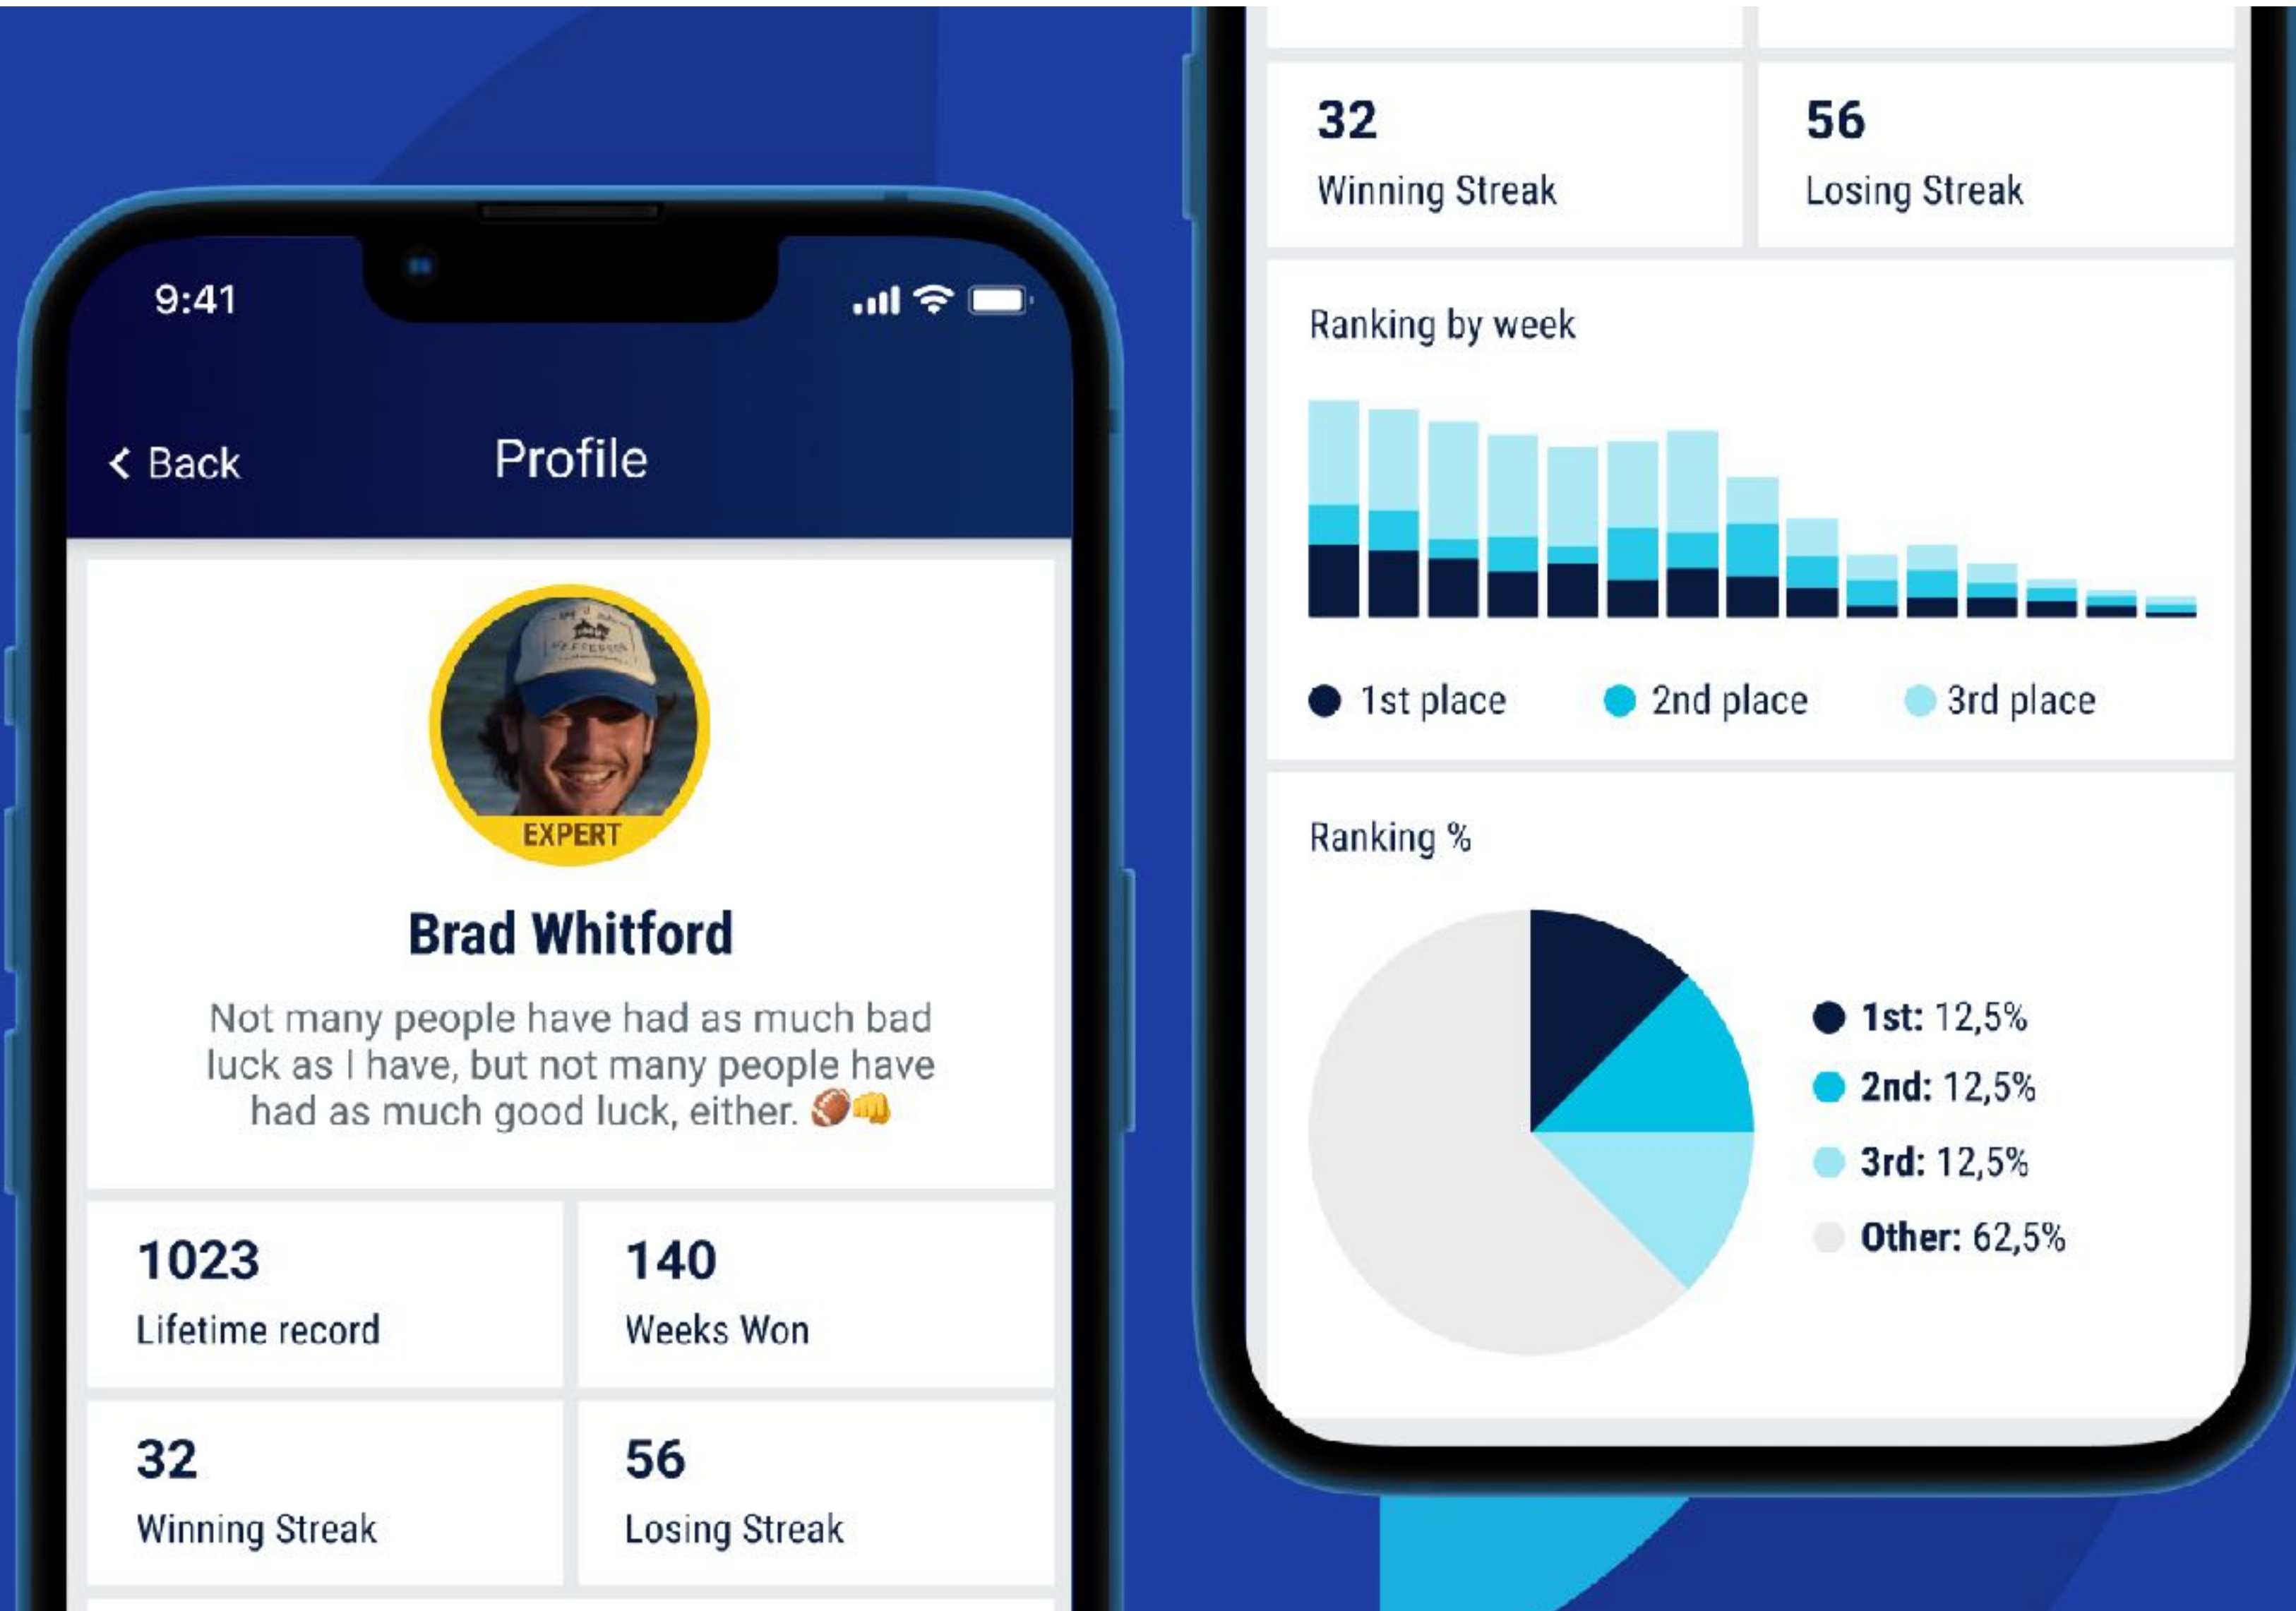 9:41
< Back
Profile
EXPERT
Brad Whitford
Not many people have had as much bad
luck as I have, but not many people have
had as much good luck, either. 🏈👊
1023
Lifetime record
140
Weeks Won
32
Winning Streak
56
Losing Streak
32
Winning Streak
56
Losing Streak
Ranking by week
1st place
2nd place
3rd place
Ranking %
1st: 12,5%
2nd: 12,5%
3rd: 12,5%
Other: 62,5%